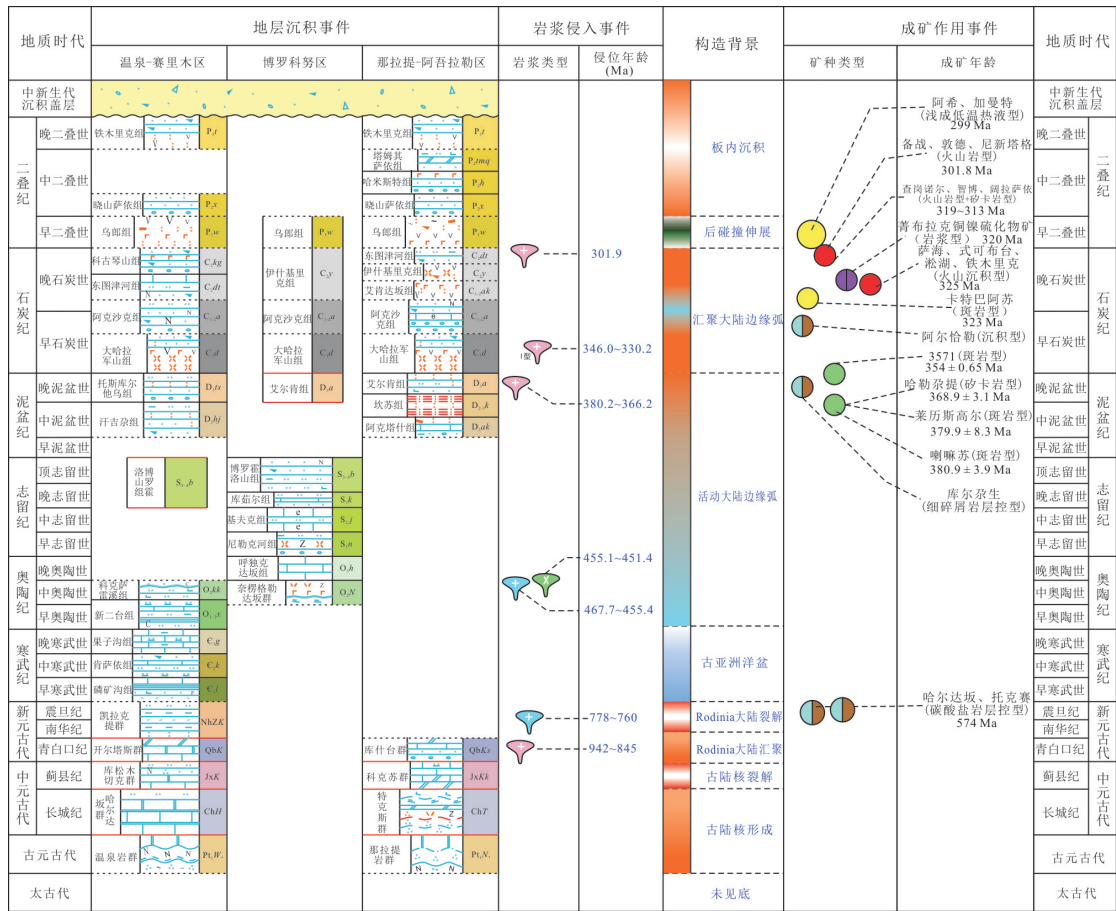 地质时代
地层沉积事件
岩浆侵入事件
构造背景
成矿作用事件
地质时代
温泉-赛里木区
博罗科努区
那拉提-阿吾拉勒区
岩浆类型
侵位年龄
(Ma)
矿种类型
成矿年龄
中新生代
沉积盖层
二叠纪
晚二叠世
中二叠世
早二叠世
石炭纪
晚石炭世
早石炭世
泥盆纪
晚泥盆世
中泥盆世
早泥盆世
志留纪
顶志留世
晚志留世
中志留世
早志留世
奥陶纪
晚奥陶世
中奥陶世
早奥陶世
寒武纪
晚寒武世
中寒武世
早寒武世
新元古代
震旦纪
南华纪
青白口纪
中元古代
蓟县纪
长城纪
古元古代
太古代
铁木里克组
晓山萨依组
乌郎组
科古琴山组
东图津河组
阿克沙克组
大哈拉
军山组
托斯库尔
他乌组
汗吉尕组
洛博
山罗
组霍
科克萨
雷溪组
新二台组
果子沟组
肯萨依组
磷矿沟组
凯拉克
提群
NhZK
开尔塔斯群
QbK
库松木
切克群
JxK
哈尔达
坂群
ChH
温泉岩群
乌郎组
伊什基里
克组
阿克沙克组
大哈拉
军山组
艾尔肯组
博罗霍
洛山组
库茹尔组
基夫克组
尼勒克河组
呼独克
达坂组
奈楞格勒
达坂群
铁木里克组
塔姆其
萨依组
哈米斯特组
晓山萨依组
乌郎组
东图津河组
伊什基里克组
艾肯达坂组
阿克沙
克组
大哈拉军
山组
艾尔肯组
坎苏组
阿克塔什组
库什台群
QbKs
科克苏群
JxKk
特克斯群
ChT
那拉提
岩群
301.9
I型
346.0~330.2
380.2~366.2
455.1~451.4
467.7~455.4
778~760
942~845
板内沉积
后碰撞伸展
汇聚大陆边缘弧
活动大陆边缘弧
古亚洲洋盆
Rodinia大陆裂解
Rodinia大陆汇聚
古陆核裂解
古陆核形成
未见底
阿希、加曼特
(浅成低温热液型)
299 Ma
备战、敦德、尼新塔格
(火山岩型)
301.8 Ma
查岗诺尔、智博、阔拉萨依
(火山岩型+矽卡岩型)
319~313 Ma
菁布拉克铜镍硫化物矿
(岩浆型) 320 Ma
萨海、式可布台、
淞湖、铁木里克
(火山沉积型)
325 Ma
卡特巴阿苏
(斑岩型)
323 Ma
阿尔恰勒(沉积型)
3571(斑岩型)
354 ± 0.65 Ma
哈勒尕提(矽卡岩型)
368.9 ± 3.1 Ma
莱历斯高尔(斑岩型)
379.9 ± 8.3 Ma
喇嘛苏(斑岩型)
380.9 ± 3.9 Ma
库尔尕生
(细碎屑岩层控型)
哈尔达坂、托克赛
(碳酸盐岩层控型)
574 Ma
中新生代
沉积盖层
晚二叠世
中二叠世
早二叠世
二叠纪
晚石炭世
早石炭世
石炭纪
晚泥盆世
中泥盆世
早泥盆世
泥盆纪
顶志留世
晚志留世
中志留世
早志留世
志留纪
晚奥陶世
中奥陶世
早奥陶世
奥陶纪
晚寒武世
中寒武世
早寒武世
寒武纪
震旦纪
南华纪
青白口纪
新元古代
蓟县纪
长城纪
中元古代
古元古代
太古代